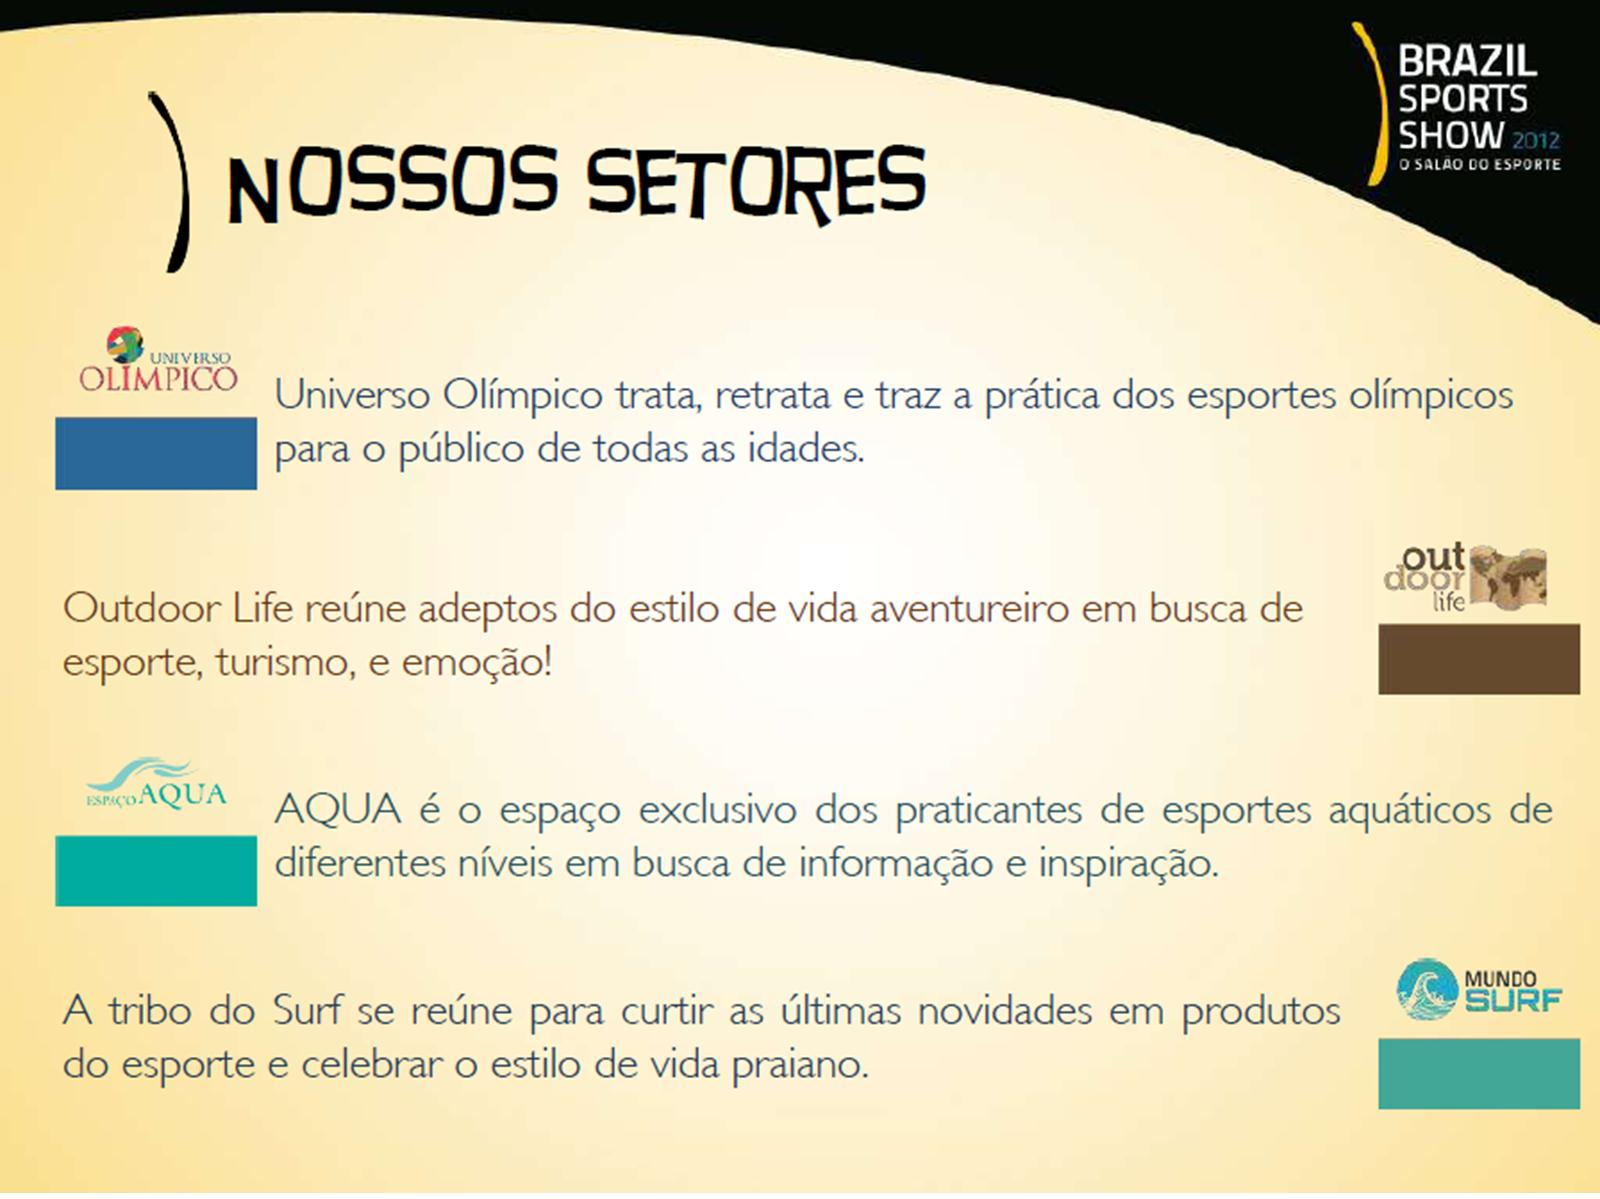 BRAZIL
SPORTS
SHOW 2012
O SALÃO DO ESPORTE
NOSSOS SETORES
UNIVERSO
OLÍMPICO
Universo Olímpico trata, retrata e traz a prática dos esportes olímpicos
para o público de todas as idades.
out
door
life
Outdoor Life reúne adeptos do estilo de vida aventureiro em busca de
esporte, turismo, e emoção!
ESPAÇO AQUA
AQUA é o espaço exclusivo dos praticantes de esportes aquáticos de
diferentes níveis em busca de informação e inspiração.
MUNDO
SURF
A tribo do Surf se reúne para curtir as últimas novidades em produtos
do esporte e celebrar o estilo de vida praiano.